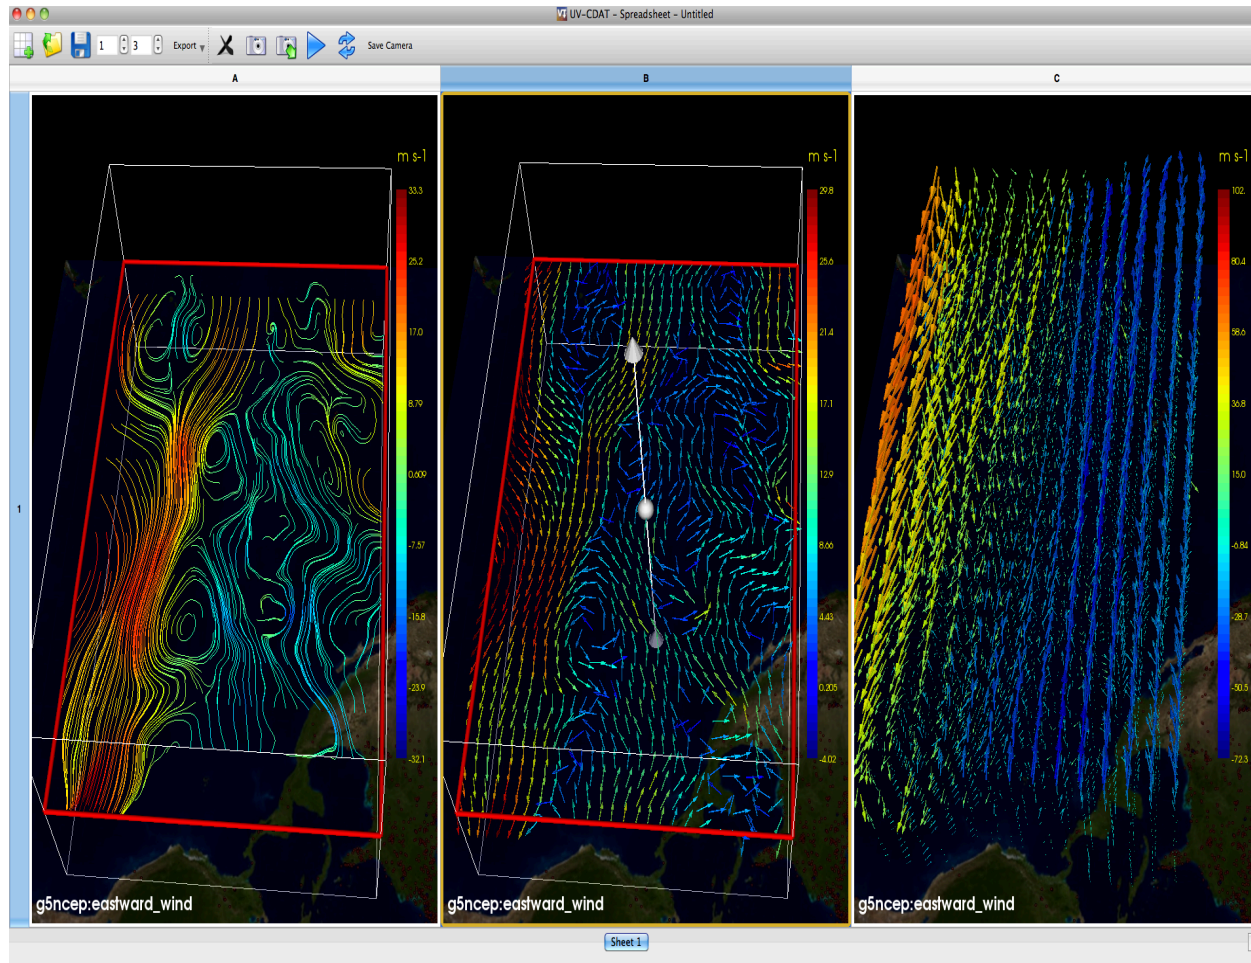 UV-CDAT - Spreadsheet - Untitled
1 3 Export Save Camera
A B C
1
m s-1
33.3
25.2
17.0
8.79
0.609
-7.57
-15.8
-23.9
-32.1
g5ncep:eastward_wind
m s-1
29.8
25.6
21.4
17.1
12.9
8.66
4.43
0.205
-4.02
g5ncep:eastward_wind
m s-1
102.
80.4
58.6
36.8
15.0
-6.84
-28.7
-50.5
-72.3
g5ncep:eastward_wind
Sheet 1